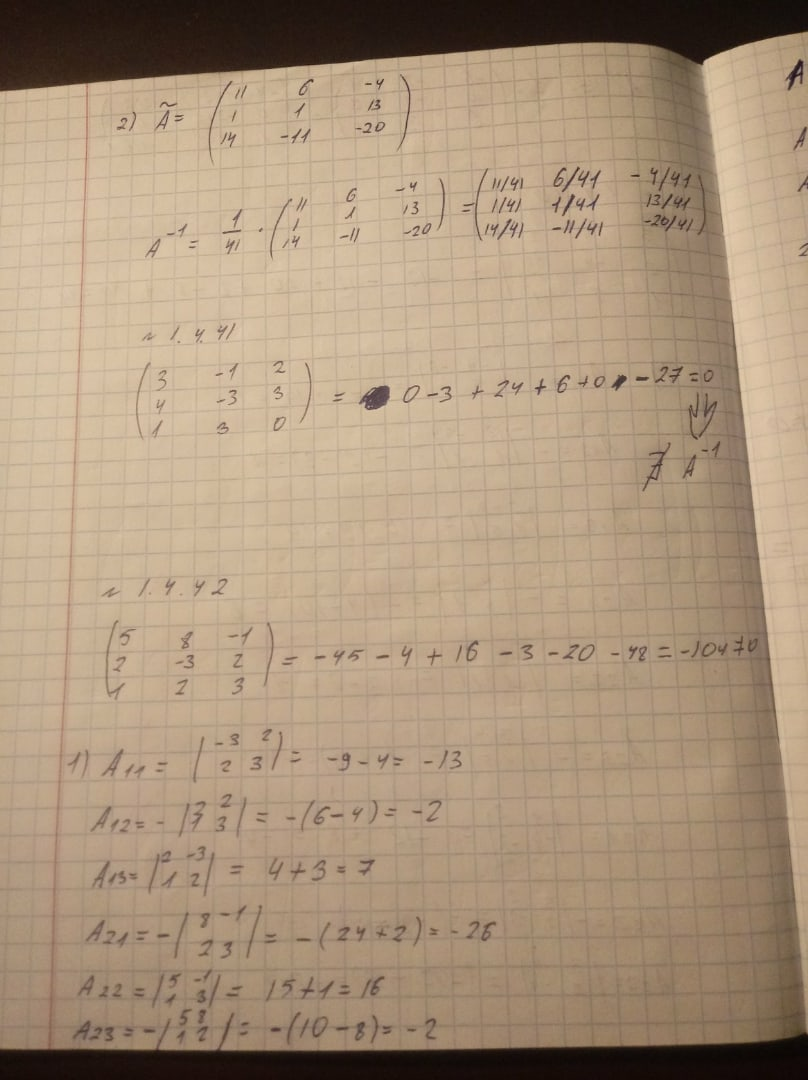 2) Ã = ( 11 6 -4
1 1 13
14 -11 -20 )
A⁻¹ = 1/41 · ( 11 6 -4 = ( 11/41 6/41 -4/41
1 1 13 1/41 1/41 13/41
14 -11 -20 ) 14/41 -11/41 -20/41 )
~ 1.4.41
( 3 -1 2
4 -3 3 ) = 0 - 3 + 24 + 6 + 0 - 27 = 0
1 3 0
⇓
∄ A⁻¹
~ 1.4.42
( 5 8 -1
2 -3 2 ) = -45 - 4 + 16 - 3 - 20 - 48 = -104 ≠ 0
1 2 3
1) A11 = | -3 2
2 3 | = -9 - 4 = -13
A12 = - | 2 2
1 3 | = -(6-4) = -2
A13 = | 2 -3
1 2 | = 4 + 3 = 7
A21 = - | 8 -1
2 3 | = -(24+2) = -26
A22 = | 5 -1
1 3 | = 15 + 1 = 16
A23 = - | 5 8
1 2 | = -(10-8) = -2